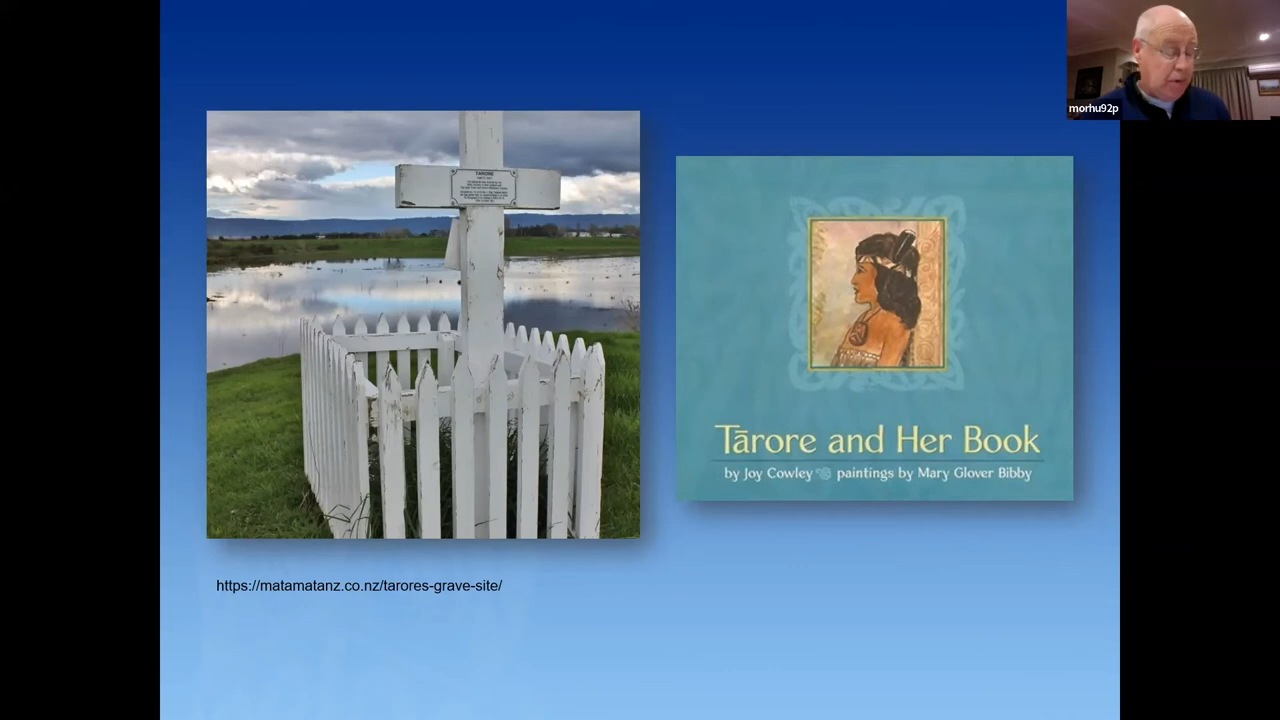 morhu92p
TARORE
Tārore and Her Book
by Joy Cowley paintings by Mary Glover Bibby
https://matamatanz.co.nz/tarores-grave-site/